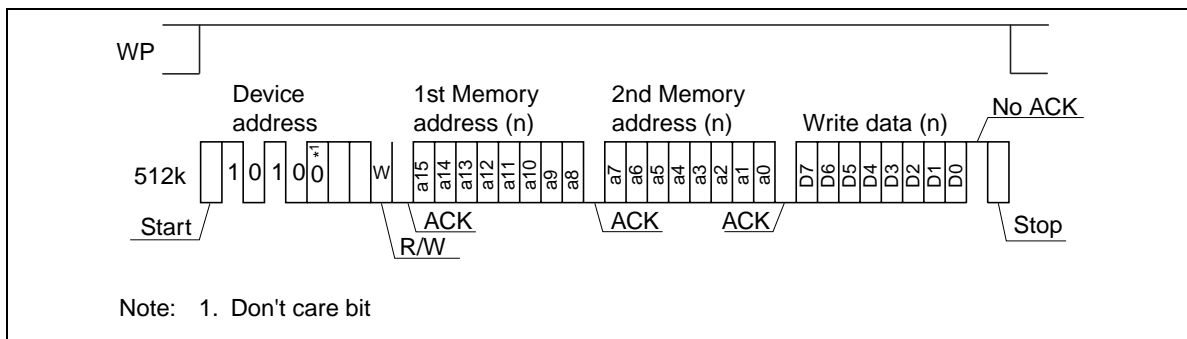 WP
Device address
1st Memory address (n)
2nd Memory address (n)
Write data (n)
No ACK
512k
1 0 1 0 0 *1 W
a15 a14 a13 a12 a11 a10 a9 a8
a7 a6 a5 a4 a3 a2 a1 a0
D7 D6 D5 D4 D3 D2 D1 D0
Start
R/W
ACK
ACK
ACK
Stop
Note: 1. Don't care bit